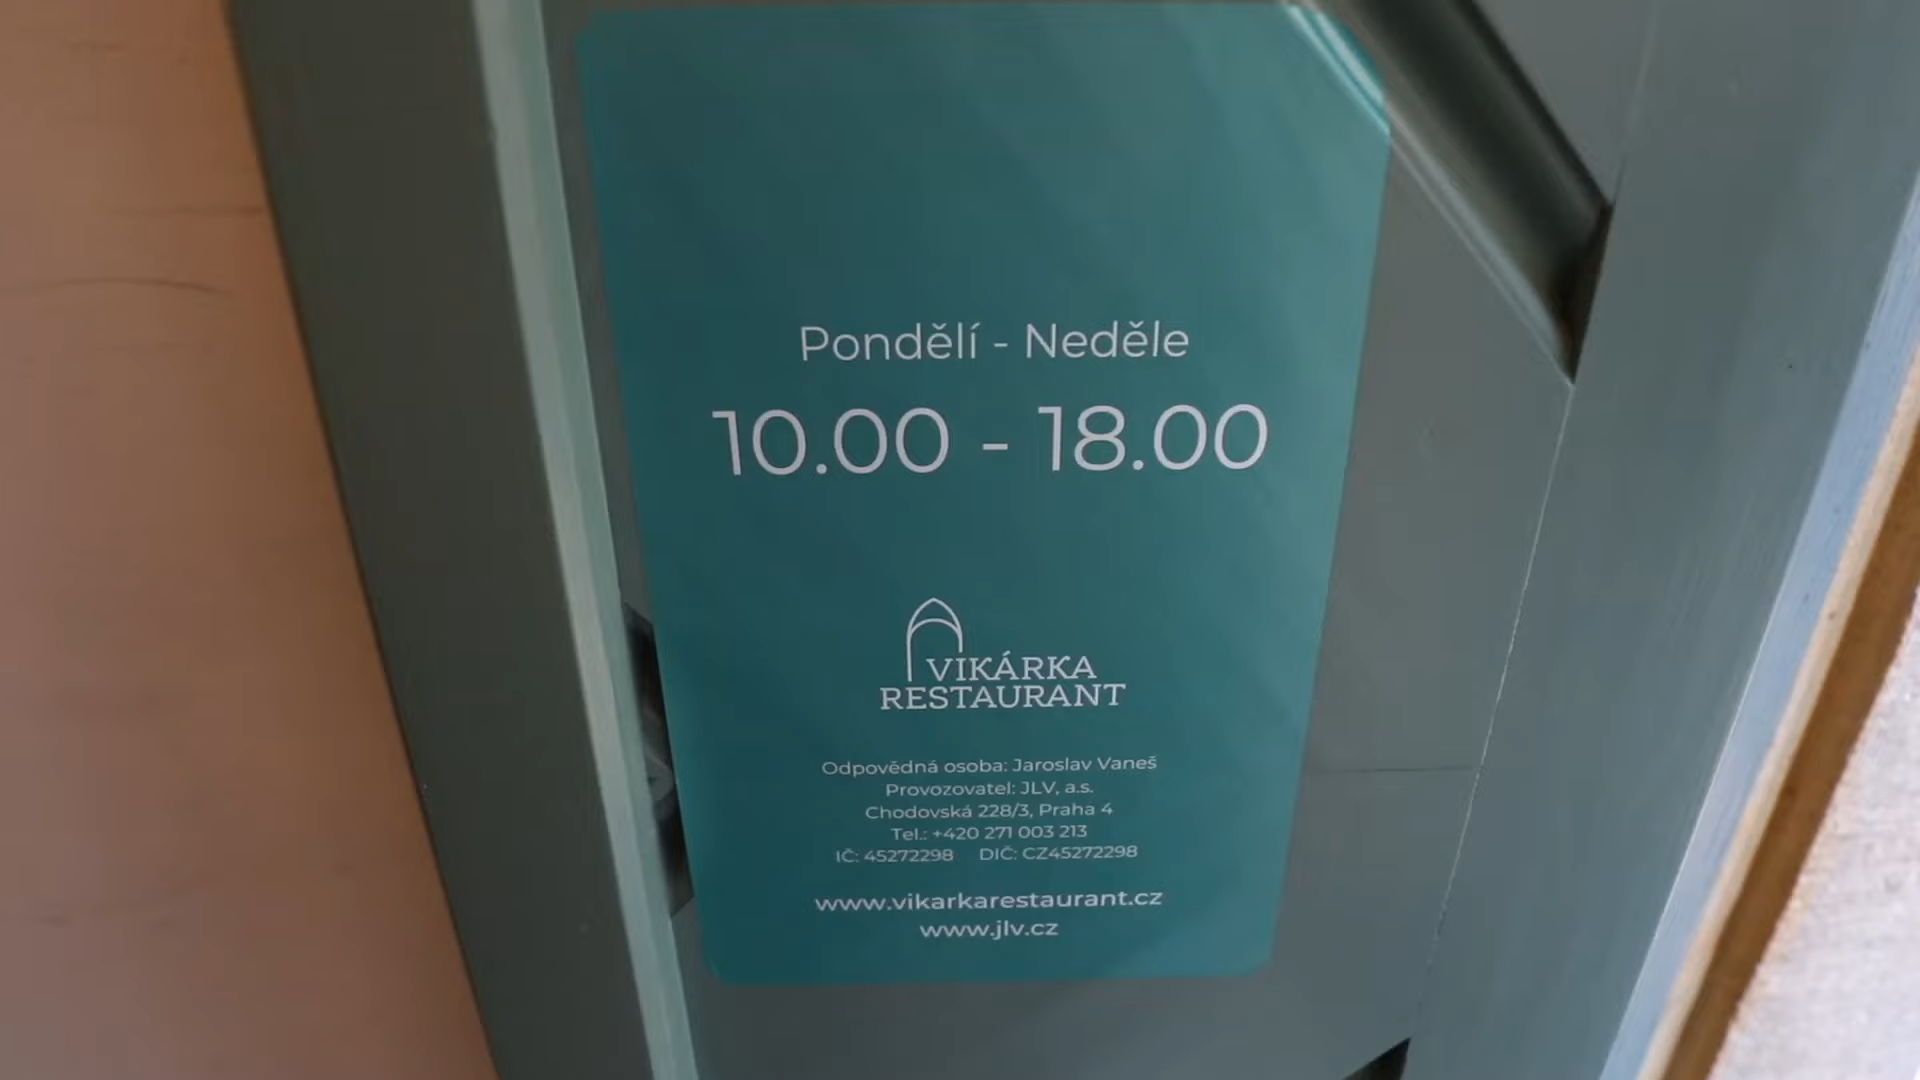 Pondělí - Neděle
10.00 - 18.00
VIKÁRKA
RESTAURANT
Odpovědná osoba: Jaroslav Vaneš
Provozovatel: JLV, a.s.
Chodovská 228/3, Praha 4
Tel.: +420 271 003 213
IČ: 45272298 DIČ: CZ45272298
www.vikarkarestaurant.cz
www.jlv.cz